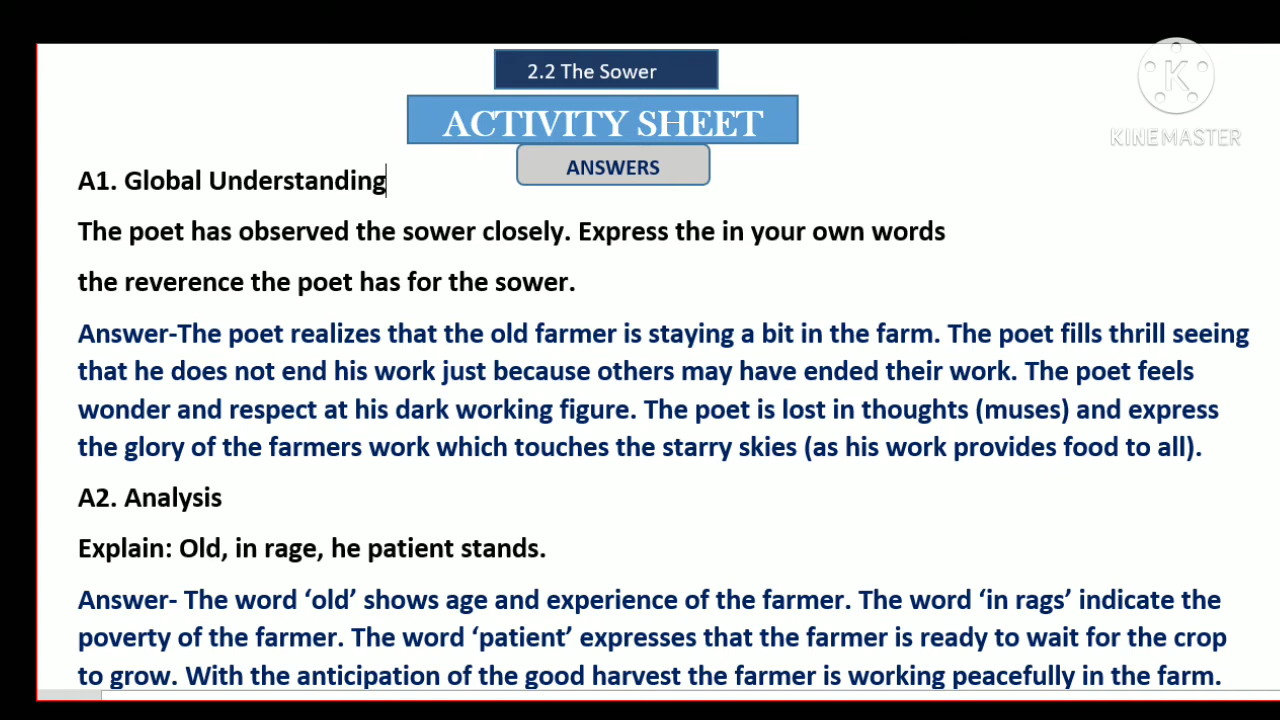 2.2 The Sower
ACTIVITY SHEET
ANSWERS
KINEMASTER
A1. Global Understanding
The poet has observed the sower closely. Express the in your own words
the reverence the poet has for the sower.
Answer-The poet realizes that the old farmer is staying a bit in the farm. The poet fills thrill seeing
that he does not end his work just because others may have ended their work. The poet feels
wonder and respect at his dark working figure. The poet is lost in thoughts (muses) and express
the glory of the farmers work which touches the starry skies (as his work provides food to all).
A2. Analysis
Explain: Old, in rage, he patient stands.
Answer- The word ‘old’ shows age and experience of the farmer. The word ‘in rags’ indicate the
poverty of the farmer. The word ‘patient’ expresses that the farmer is ready to wait for the crop
to grow. With the anticipation of the good harvest the farmer is working peacefully in the farm.